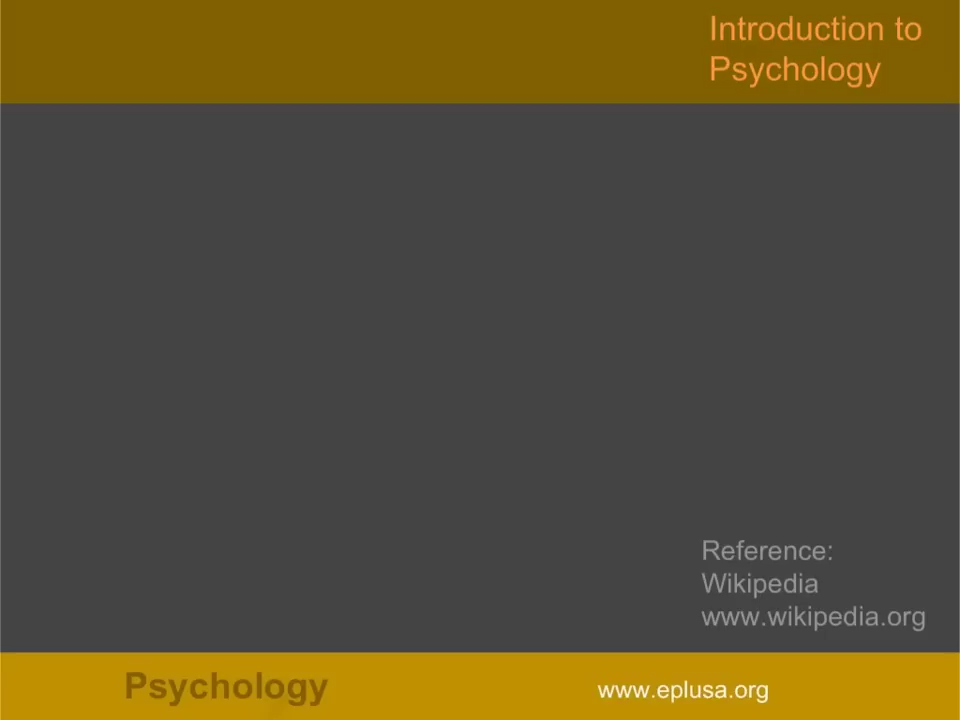 Introduction to
Psychology
Reference:
Wikipedia
www.wikipedia.org
Psychology
www.eplusa.org